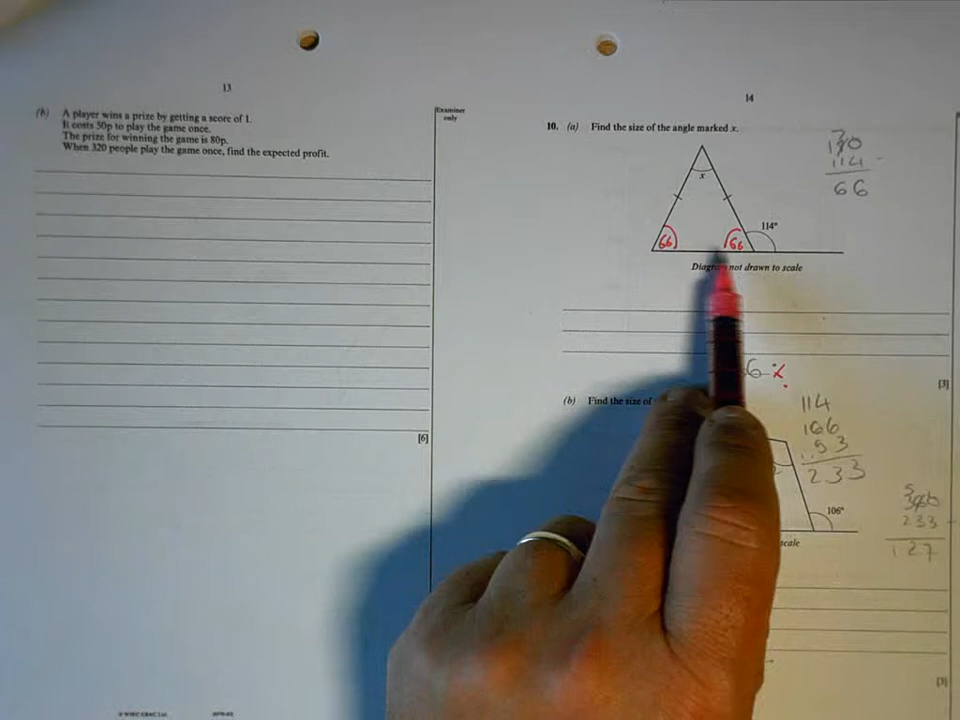 13
(b) A player wins a prize by getting a score of 1.
It costs 50p to play the game once.
The prize for winning the game is 80p.
When 320 people play the game once, find the expected profit.
Examiner
only
[6]
14
10. (a) Find the size of the angle marked x.
114
66
x
66
66
114°
not drawn to scale
[3]
(b) Find the size of
114
166
53
233
106°
233
127
scale
[3]